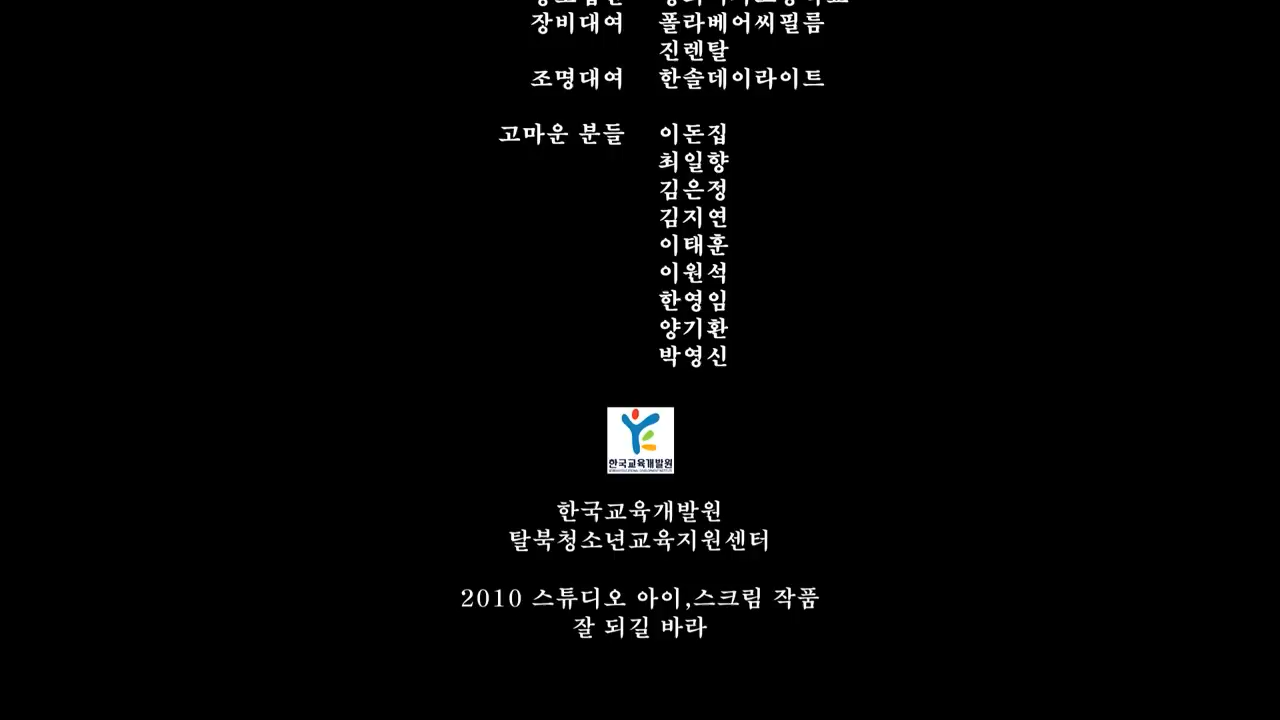 장비대여 폴라베어씨필름
진렌탈
조명대여 한솔데이라이트
고마운 분들 이돈집
최일향
김은정
김지연
이태훈
이원석
한영임
양기환
박영신
한국교육개발원
한국교육개발원
탈북청소년교육지원센터
2010 스튜디오 아이,스크림 작품
잘 되길 바라